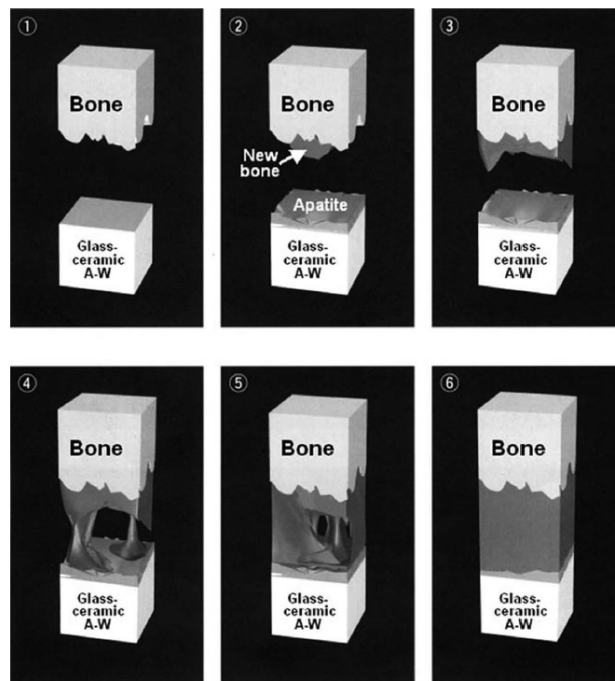 ①
Bone
Glass-
ceramic
A-W
②
Bone
New
bone
Apatite
Glass-
ceramic
A-W
③
Bone
Glass-
ceramic
A-W
④
Bone
Glass-
ceramic
A-W
⑤
Bone
Glass-
ceramic
A-W
⑥
Bone
Glass-
ceramic
A-W